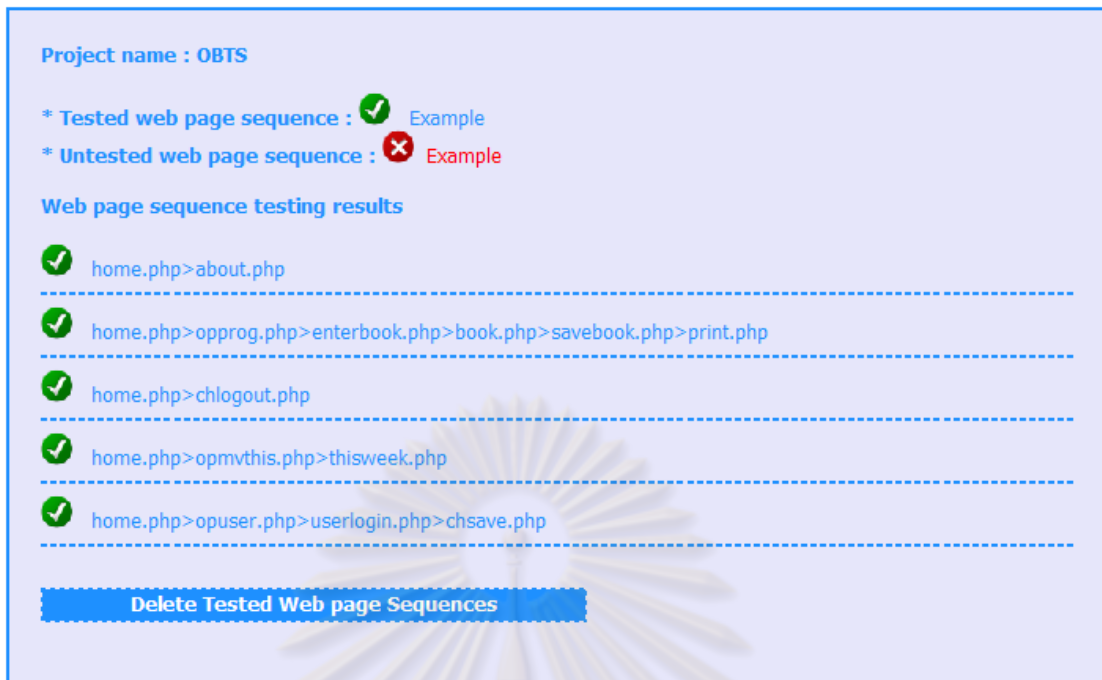 Project name : OBTS
* Tested web page sequence : Example
* Untested web page sequence : Example
Web page sequence testing results
home.php>about.php
home.php>opprog.php>enterbook.php>book.php>savebook.php>print.php
home.php>chlogout.php
home.php>opmvthis.php>thisweek.php
home.php>opuser.php>userlogin.php>chsave.php
Delete Tested Web page Sequences